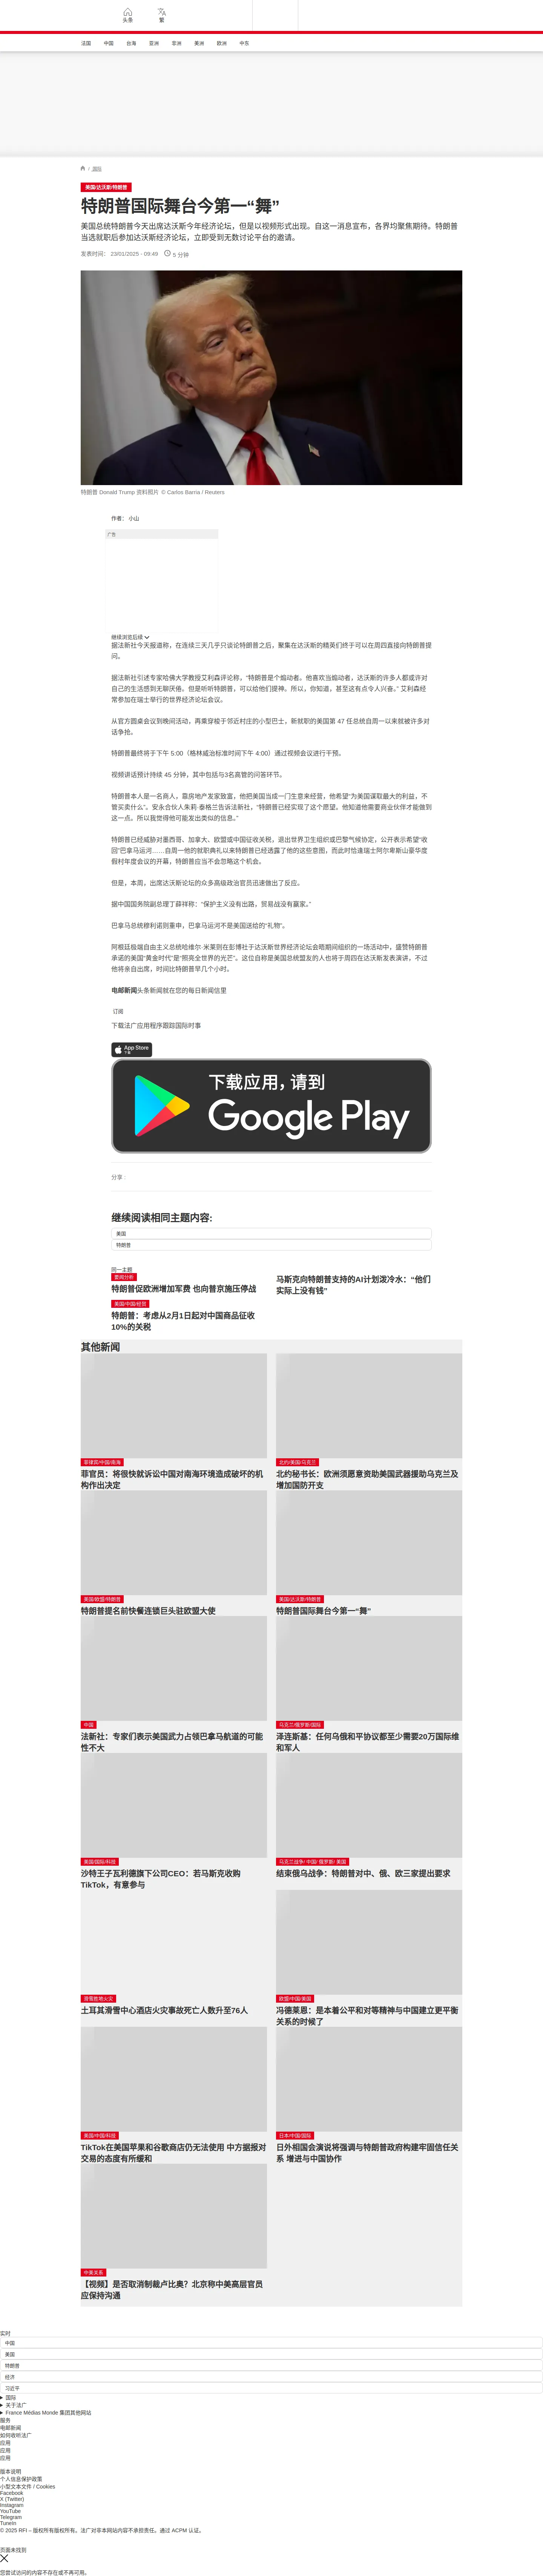 头条
繁
法国 中国 台海 亚洲 非洲 美洲 欧洲 中东
/ 国际
美国/达沃斯/特朗普
特朗普国际舞台今第一“舞”
美国总统特朗普今天出席达沃斯今年经济论坛，但是以视频形式出现。自这一消息宣布，各界均聚焦期待。特朗普
当选就职后参加达沃斯经济论坛，立即受到无数讨论平台的邀请。
发表时间： 23/01/2025 - 09:49 5 分钟
特朗普 Donald Trump 资料照片 © Carlos Barria / Reuters
作者： 小山
广告
继续浏览后续
据法新社今天报道称，在连续三天几乎只谈论特朗普之后，聚集在达沃斯的精英们终于可以在周四直接向特朗普提
问。
据法新社引述专家哈佛大学教授艾利森评论称，“特朗普是个煽动者。他喜欢当煽动者，达沃斯的许多人都或许对
自己的生活感到无聊厌倦。但是听听特朗普，可以给他们提神。所以，你知道，甚至这有点令人兴奋。” 艾利森经
常参加在瑞士举行的世界经济论坛会议。
从官方圆桌会议到晚间活动，再乘穿梭于邻近村庄的小型巴士，新就职的美国第 47 任总统自周一以来就被许多对
话争抢。
特朗普最终将于下午 5:00（格林威治标准时间下午 4:00）通过视频会议进行干预。
视频讲话预计持续 45 分钟，其中包括与3名高管的问答环节。
特朗普本人是一名商人，靠房地产发家致富，他把美国当成一门生意来经营，他希望“为美国谋取最大的利益，不
管买卖什么”。安永合伙人朱莉·泰格兰告诉法新社，“特朗普已经实现了这个愿望。他知道他需要商业伙伴才能做到
这一点。所以我觉得他可能发出类似的信息。”
特朗普已经威胁对墨西哥、加拿大、欧盟或中国征收关税，退出世界卫生组织或巴黎气候协定，公开表示希望“收
回”巴拿马运河……自周一他的就职典礼以来特朗普已经透露了他的这些意图，而此时恰逢瑞士阿尔卑斯山豪华度
假村年度会议的开幕，特朗普应当不会忽略这个机会。
但是，本周，出席达沃斯论坛的众多高级政治官员迅速做出了反应。
据中国国务院副总理丁薛祥称：“保护主义没有出路，贸易战没有赢家。”
巴拿马总统穆利诺则重申，巴拿马运河不是美国送给的“礼物”。
阿根廷极端自由主义总统哈维尔·米莱则在彭博社于达沃斯世界经济论坛会晤期间组织的一场活动中，盛赞特朗普
承诺的美国“黄金时代”是“照亮全世界的光芒”。这位自称是美国总统盟友的人也将于周四在达沃斯发表演讲，不过
他将亲自出席，时间比特朗普早几个小时。
电邮新闻头条新闻就在您的每日新闻信里
订阅
下载法广应用程序跟踪国际时事
App Store
下载
下载应用，请到
Google Play
分享 :
继续阅读相同主题内容:
美国
特朗普
同一主题
要闻分析
特朗普促欧洲增加军费 也向普京施压停战
马斯克向特朗普支持的AI计划泼冷水：“他们
实际上没有钱”
美国/中国/经贸
特朗普：考虑从2月1日起对中国商品征收
10%的关税
其他新闻
菲律宾/中国/南海
菲官员：将很快就诉讼中国对南海环境造成破坏的机
构作出决定
北约/美国/乌克兰
北约秘书长：欧洲须愿意资助美国武器援助乌克兰及
增加国防开支
美国/欧盟/特朗普
特朗普提名前快餐连锁巨头驻欧盟大使
美国/达沃斯/特朗普
特朗普国际舞台今第一“舞”
中国
法新社：专家们表示美国武力占领巴拿马航道的可能
性不大
乌克兰/俄罗斯/国际
泽连斯基：任何乌俄和平协议都至少需要20万国际维
和军人
美国/国际/科技
沙特王子瓦利德旗下公司CEO：若马斯克收购
TikTok，有意参与
乌克兰战争/ 中国/ 俄罗斯/ 美国
结束俄乌战争：特朗普对中、俄、欧三家提出要求
滑雪胜地火灾
土耳其滑雪中心酒店火灾事故死亡人数升至76人
欧盟/中国/美国
冯德莱恩：是本着公平和对等精神与中国建立更平衡
关系的时候了
美国/中国/科技
TikTok在美国苹果和谷歌商店仍无法使用 中方据报对
交易的态度有所缓和
日本/中国/国际
日外相国会演说将强调与特朗普政府构建牢固信任关
系 增进与中国协作
中美关系
【视频】是否取消制裁卢比奥？北京称中美高层官员
应保持沟通
实时
中国
美国
特朗普
经济
习近平
国际
关于法广
France Médias Monde 集团其他网站
服务
电邮新闻
如何收听法广
应用
应用
应用
版本说明
个人信息保护政策
小型文本文件 / Cookies
Facebook
X (Twitter)
Instagram
YouTube
Telegram
TuneIn
© 2025 RFI – 版权所有版权所有。法广对非本网站内容不承担责任。通过 ACPM 认证。
页面未找到
您尝试访问的内容不存在或不再可用。